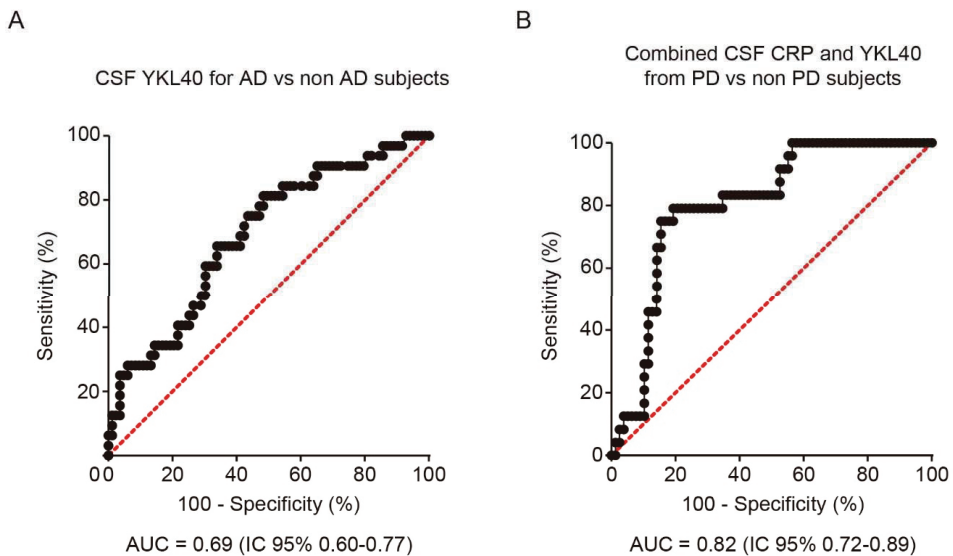 A
CSF YKL40 for AD vs non AD subjects
Sensitivity (%)
100
80
60
40
20
0
0 20 40 60 80 100
100 - Specificity (%)
AUC = 0.69 (IC 95% 0.60-0.77)
B
Combined CSF CRP and YKL40
from PD vs non PD subjects
Sensitivity (%)
100
80
60
40
20
0
0 20 40 60 80 100
100 - Specificity (%)
AUC = 0.82 (IC 95% 0.72-0.89)